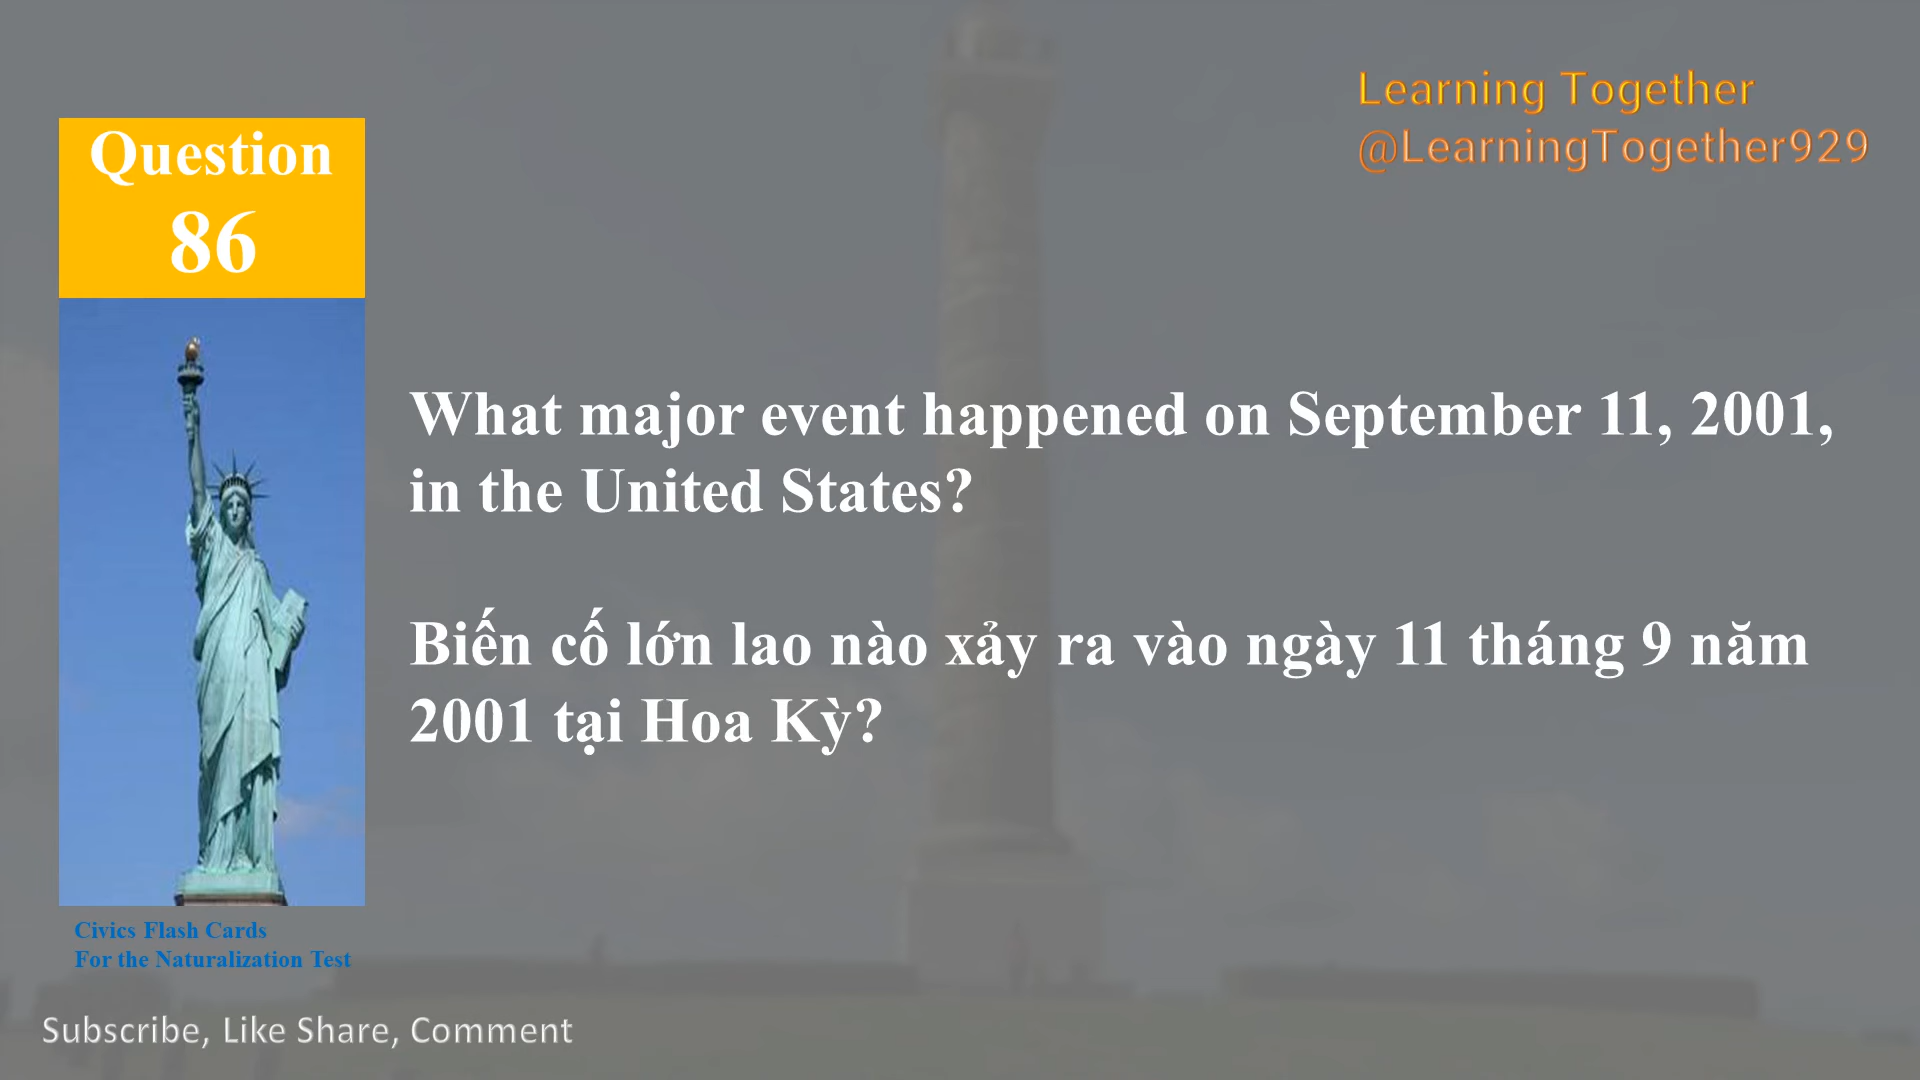 Learning Together
@LearningTogether929
Question
86
What major event happened on September 11, 2001,
in the United States?
Biến cố lớn lao nào xảy ra vào ngày 11 tháng 9 năm
2001 tại Hoa Kỳ?
Civics Flash Cards
For the Naturalization Test
Subscribe, Like Share, Comment